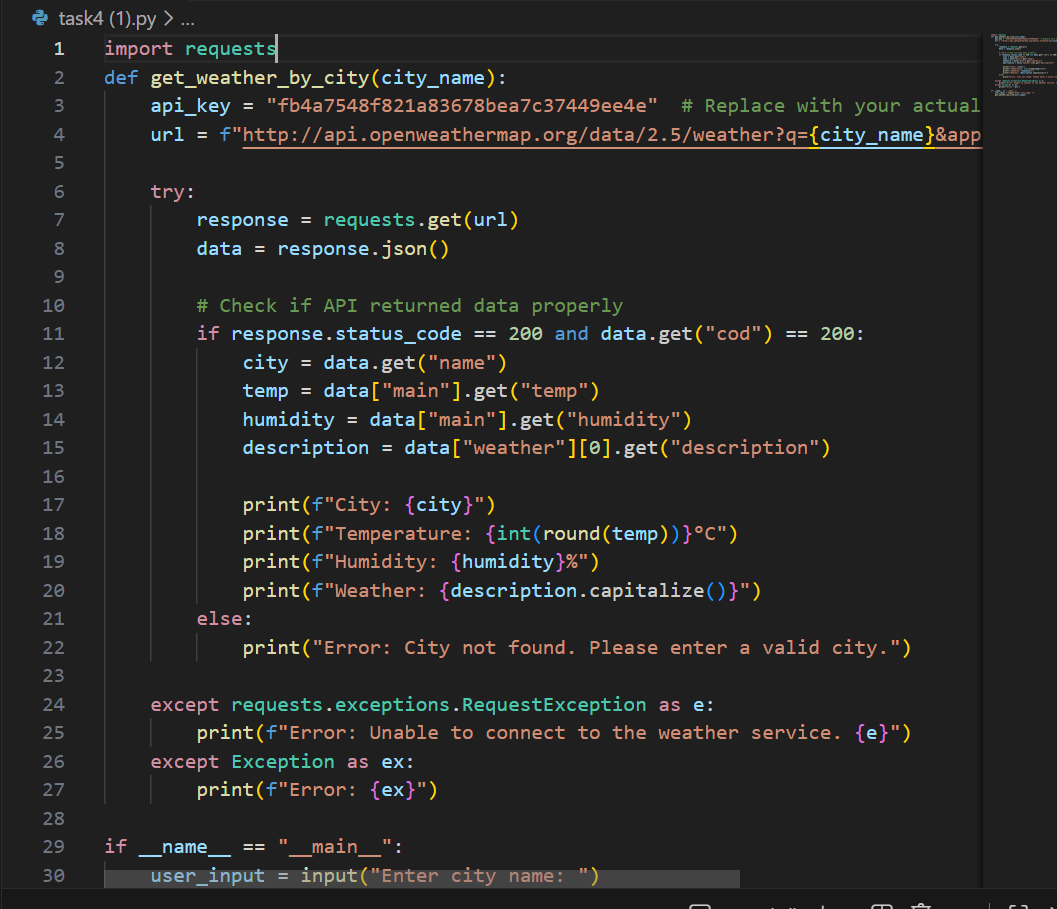 task4 (1).py > ...
1 import requests
2 def get_weather_by_city(city_name):
3     api_key = "fb4a7548f821a83678bea7c37449ee4e"  # Replace with your actual
4     url = f"http://api.openweathermap.org/data/2.5/weather?q={city_name}&app
5
6     try:
7         response = requests.get(url)
8         data = response.json()
9
10         # Check if API returned data properly
11         if response.status_code == 200 and data.get("cod") == 200:
12             city = data.get("name")
13             temp = data["main"].get("temp")
14             humidity = data["main"].get("humidity")
15             description = data["weather"][0].get("description")
16
17             print(f"City: {city}")
18             print(f"Temperature: {int(round(temp))}°C")
19             print(f"Humidity: {humidity}%")
20             print(f"Weather: {description.capitalize()}")
21         else:
22             print("Error: City not found. Please enter a valid city.")
23
24     except requests.exceptions.RequestException as e:
25         print(f"Error: Unable to connect to the weather service. {e}")
26     except Exception as ex:
27         print(f"Error: {ex}")
28
29 if __name__ == "__main__":
30     user_input = input("Enter city name: ")